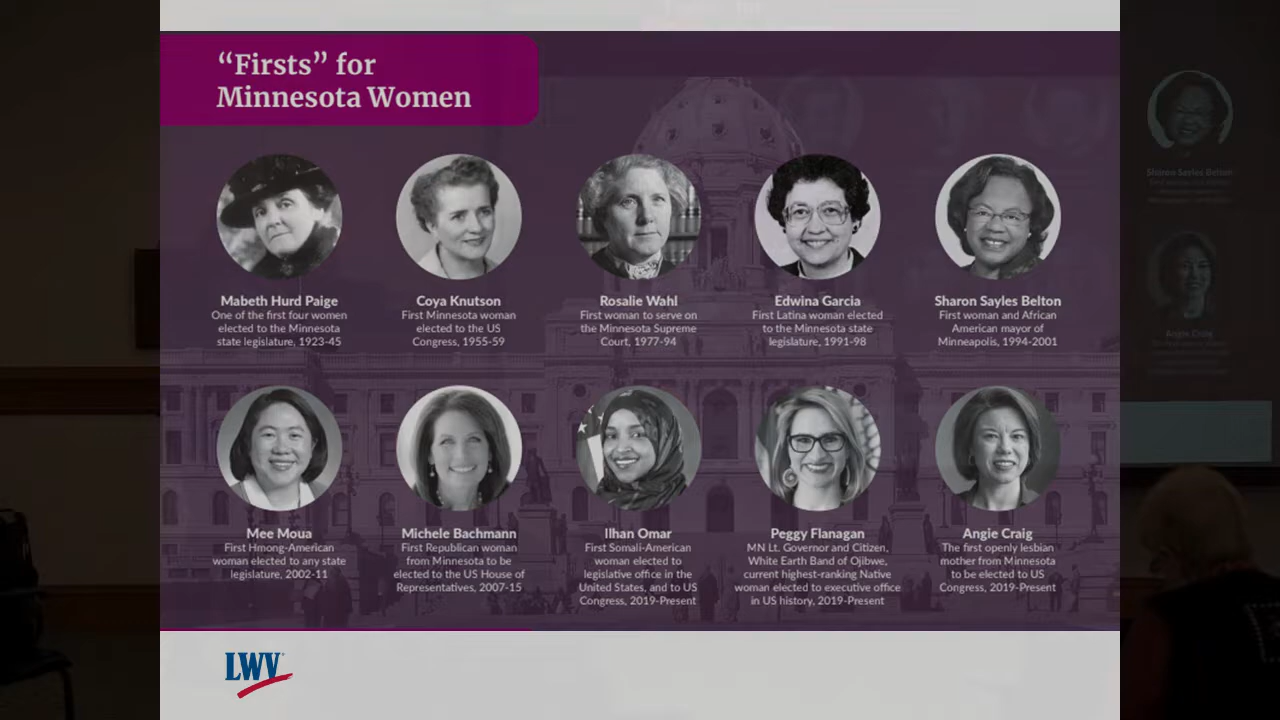 “Firsts” for
Minnesota Women
Mabeth Hurd Paige
One of the first four women
elected to the Minnesota
state legislature, 1923-45
Coya Knutson
First Minnesota woman
elected to the US
Congress, 1955-59
Rosalie Wahl
First woman to serve on
the Minnesota Supreme
Court, 1977-94
Edwina Garcia
First Latina woman elected
to the Minnesota state
legislature, 1991-98
Sharon Sayles Belton
First woman and African
American mayor of
Minneapolis, 1994-2001
Mee Moua
First Hmong-American
woman elected to any state
legislature, 2002-11
Michele Bachmann
First Republican woman
from Minnesota to be
elected to the US House of
Representatives, 2007-15
Ilhan Omar
First Somali-American
woman elected to
legislative office in the
United States, and to US
Congress, 2019-Present
Peggy Flanagan
MN Lt. Governor and Citizen,
White Earth Band of Ojibwe,
current highest-ranking Native
woman elected to executive office
in US history, 2019-Present
Angie Craig
The first openly lesbian
mother from Minnesota
to be elected to US
Congress, 2019-Present
LWV
Sharon Sayles Belton
Angie Craig